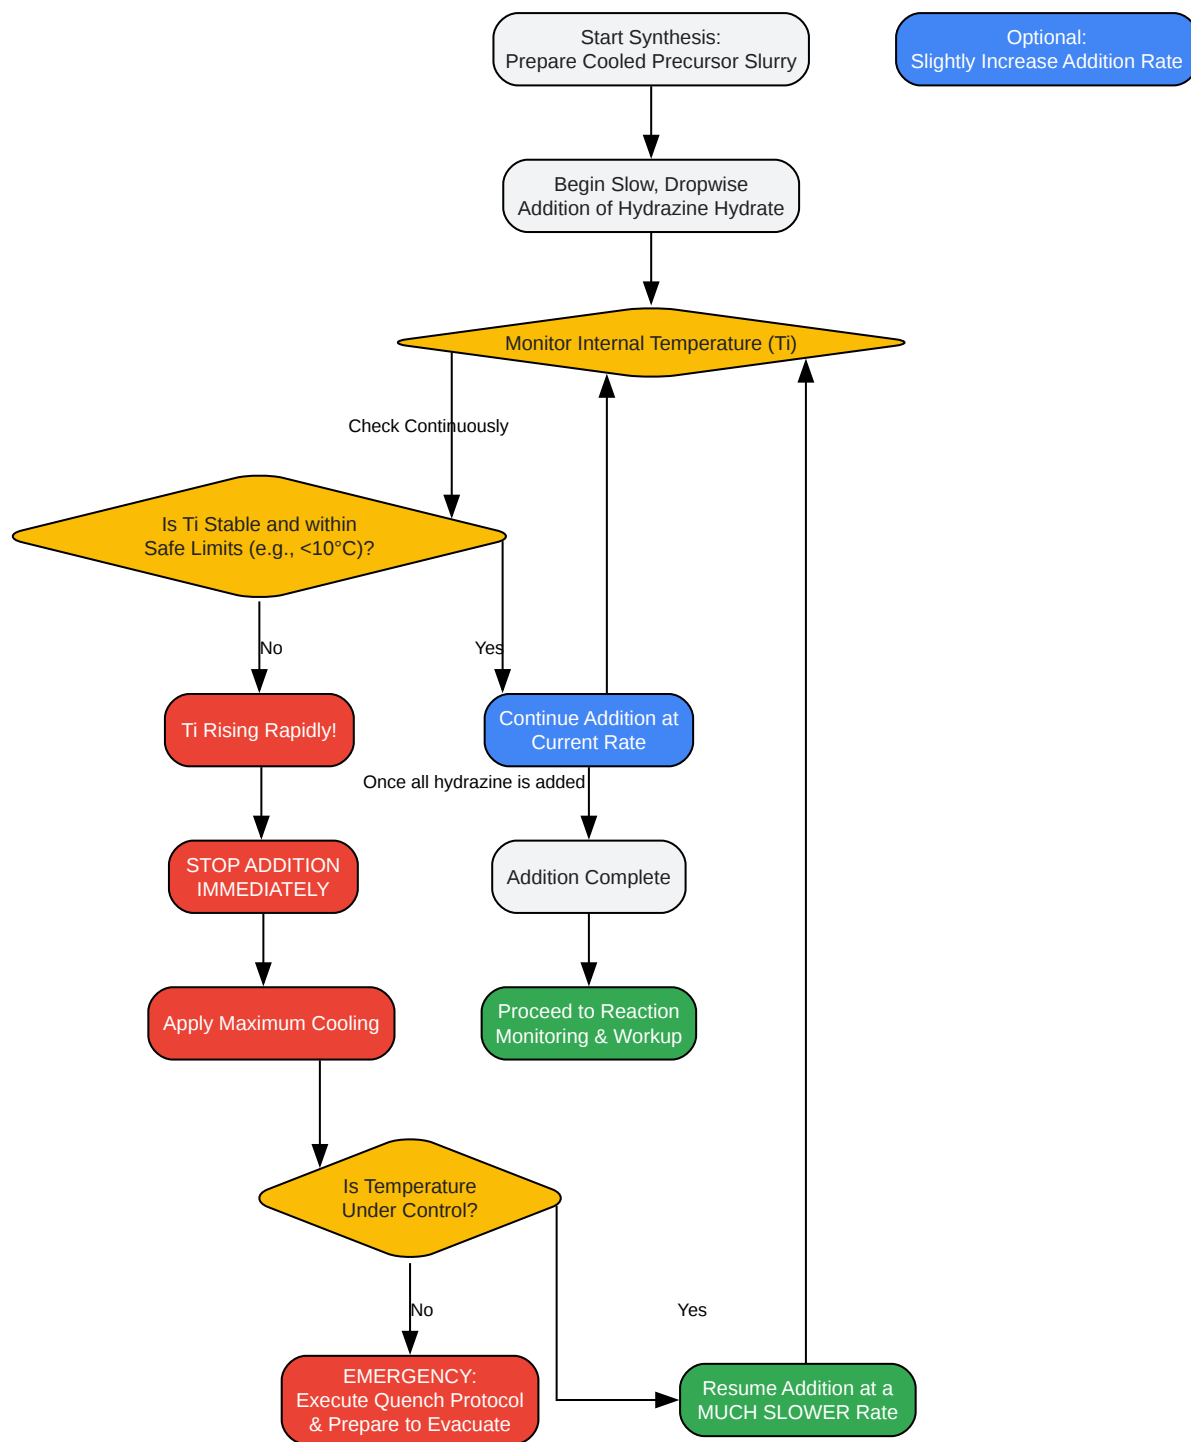 Start Synthesis:
Prepare Cooled Precursor Slurry
Optional:
Slightly Increase Addition Rate
Begin Slow, Dropwise
Addition of Hydrazine Hydrate
Monitor Internal Temperature (Ti)
Check Continuously
Is Ti Stable and within
Safe Limits (e.g., <10°C)?
No
Yes
Ti Rising Rapidly!
Continue Addition at
Current Rate
Once all hydrazine is added
STOP ADDITION
IMMEDIATELY
Addition Complete
Apply Maximum Cooling
Proceed to Reaction
Monitoring & Workup
Is Temperature
Under Control?
No
Yes
EMERGENCY:
Execute Quench Protocol
& Prepare to Evacuate
Resume Addition at a
MUCH SLOWER Rate